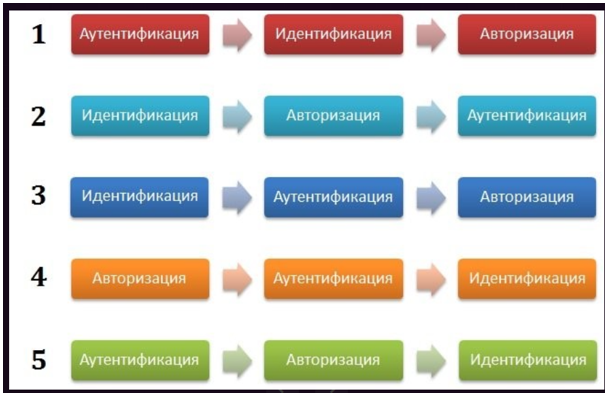 1 Аутентификация Идентификация Авторизация
2 Идентификация Авторизация Аутентификация
3 Идентификация Аутентификация Авторизация
4 Авторизация Аутентификация Идентификация
5 Аутентификация Авторизация Идентификация